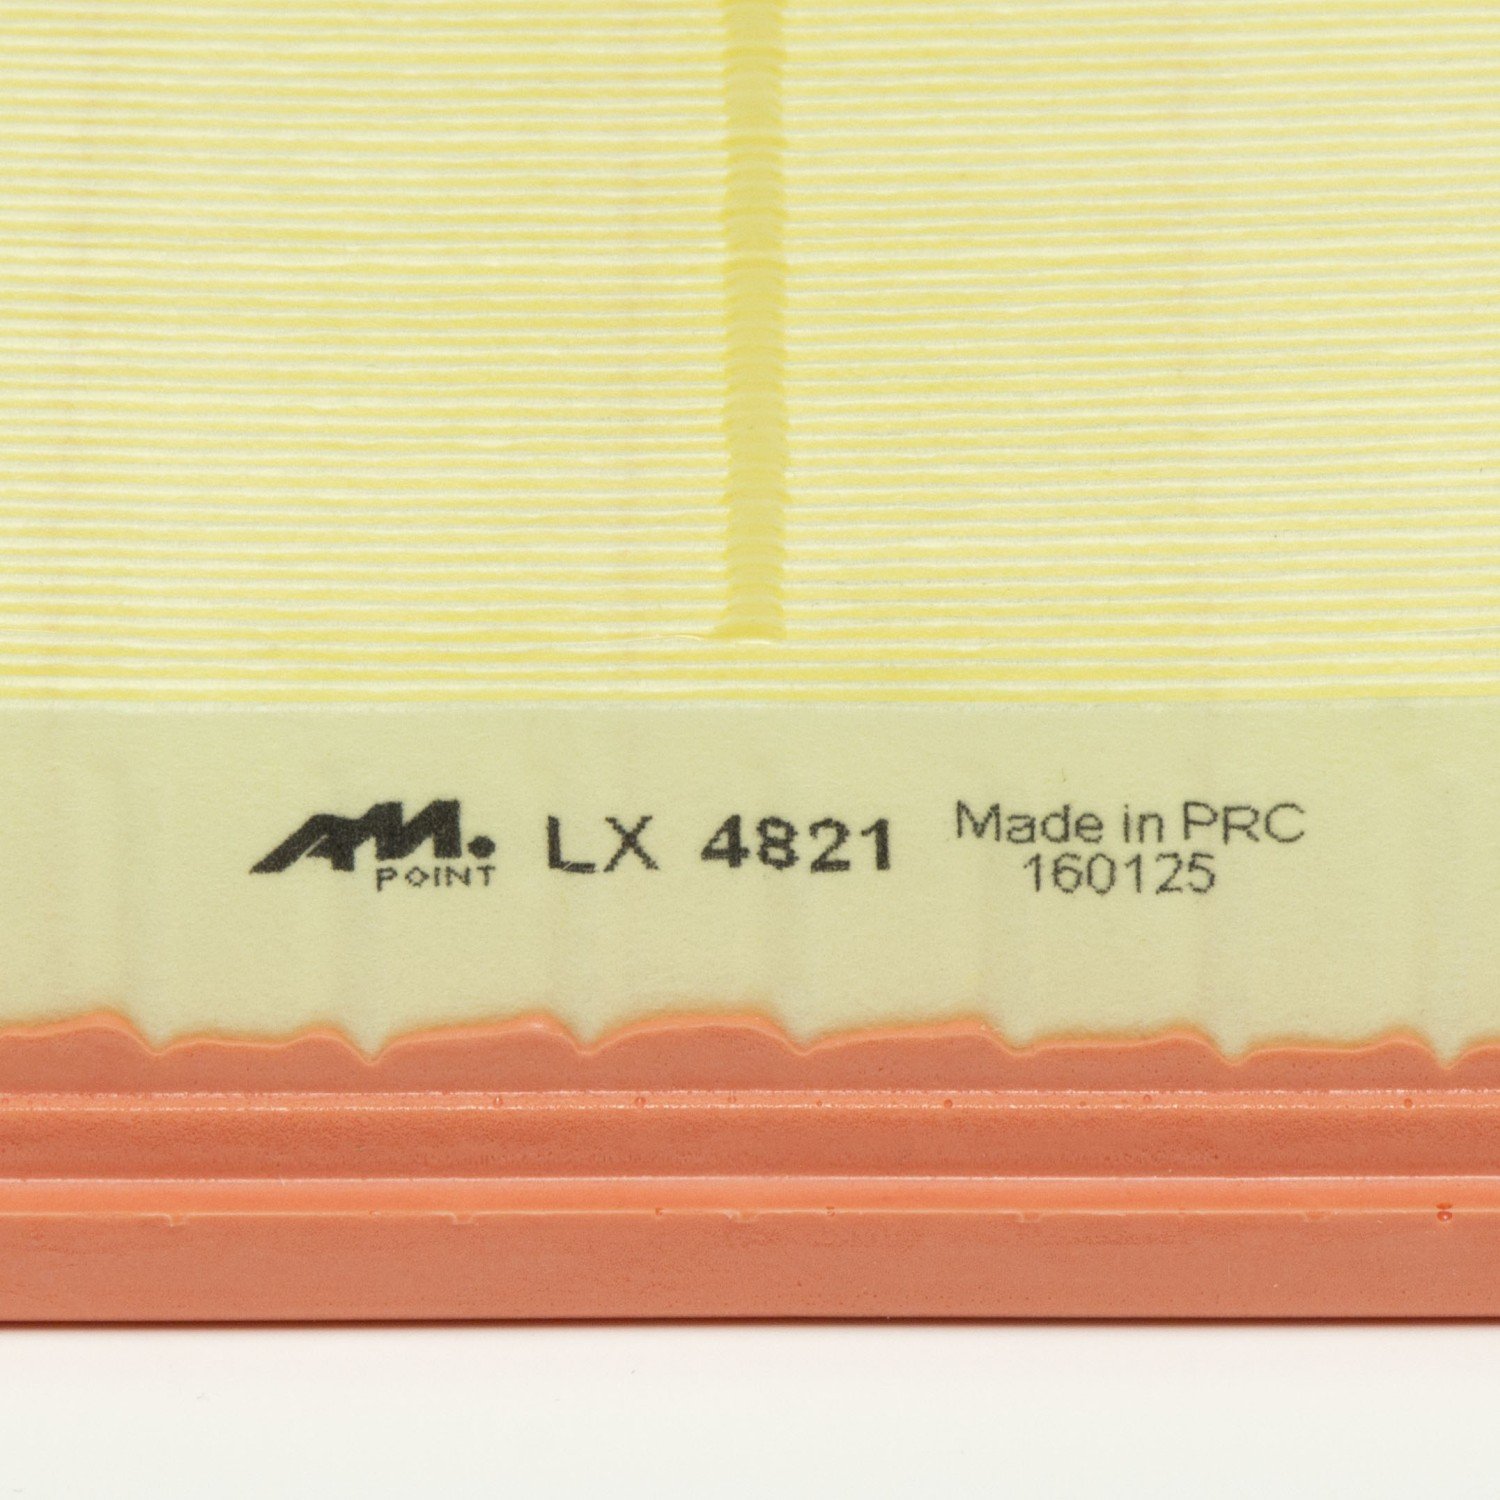 AM.
POINT
LX 4821
Made in PRC
160125